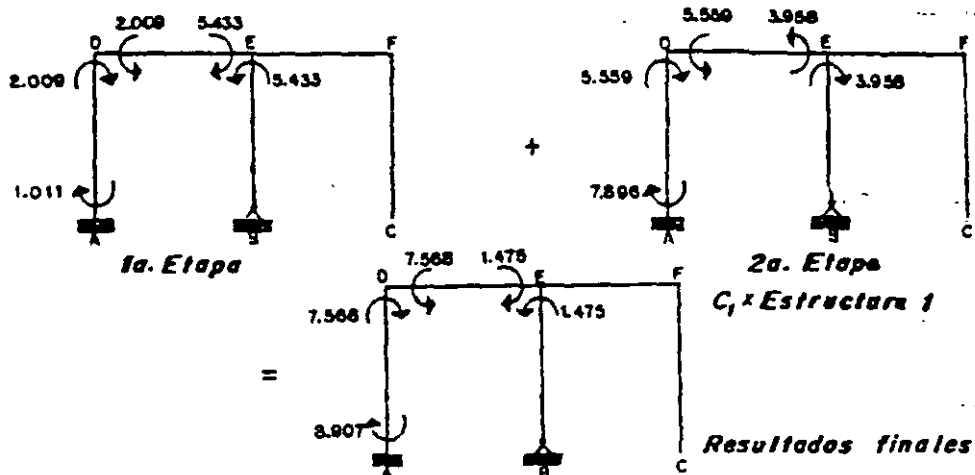 2.009 5.433
D E F
2.009 5.433
1.011
A B C
1a. Etapa
+
5.559 3.958
D E F
5.559 3.958
7.896
A B C
2a. Etapa
C₁ x Estructura 1
=
7.568 1.475
D E F
7.568 1.475
8.907
A B C
Resultados finales